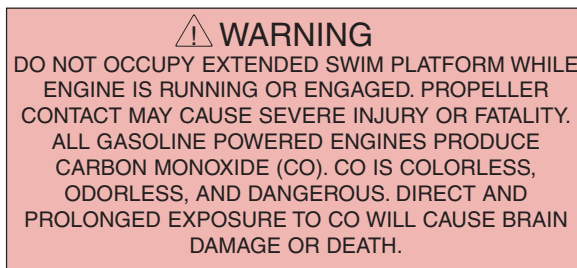 WARNING
DO NOT OCCUPY EXTENDED SWIM PLATFORM WHILE
ENGINE IS RUNNING OR ENGAGED. PROPELLER
CONTACT MAY CAUSE SEVERE INJURY OR FATALITY.
ALL GASOLINE POWERED ENGINES PRODUCE
CARBON MONOXIDE (CO). CO IS COLORLESS,
ODORLESS, AND DANGEROUS. DIRECT AND
PROLONGED EXPOSURE TO CO WILL CAUSE BRAIN
DAMAGE OR DEATH.